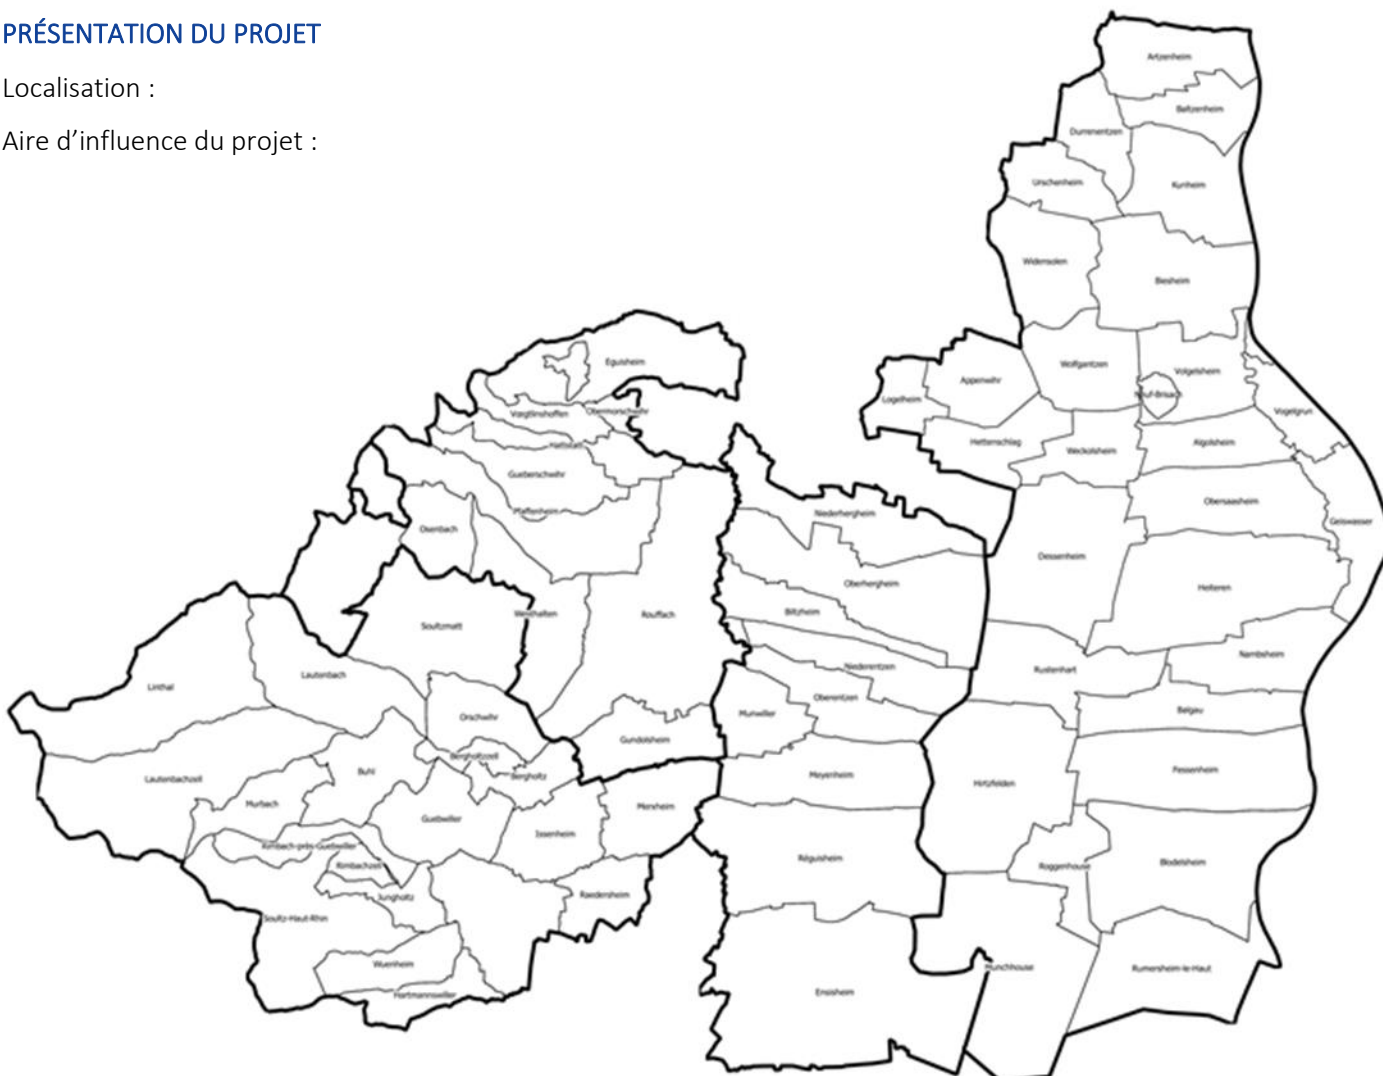 PRÉSENTATION DU PROJET
Localisation :
Aire d’influence du projet :
Artzenheim
Baltzenheim
Durrenentzen
Urschenheim
Kunheim
Widensolen
Biesheim
Eguisheim
Wolfgantzen
Volgelsheim
Appenwihr
Logelheim
Neuf-Brisach
Vogelgrun
Vœgtlinshoffen
Obermorschwihr
Hattstatt
Hettenschlag
Weckolsheim
Algolsheim
Gueberschwihr
Obersaasheim
Pfaffenheim
Niederhergheim
Geiswasser
Osenbach
Dessenheim
Oberhergheim
Heiteren
Biltzheim
Westhalten
Rouffach
Soultzmatt
Nambsheim
Niederentzen
Rustenhart
Lautenbach
Linthal
Oberentzen
Munwiller
Balgau
Orschwihr
Gundolsheim
Bergholtzzell
Bergholtz
Buhl
Lautenbachzell
Meyenheim
Fessenheim
Hirtzfelden
Murbach
Merxheim
Guebwiller
Issenheim
Rimbach-près-Guebwiller
Rimbachzell
Réguisheim
Roggenhouse
Blodelsheim
Jungholtz
Raedersheim
Soultz-Haut-Rhin
Wuenheim
Munchhouse
Rumersheim-le-Haut
Ensisheim
Hartmannswiller